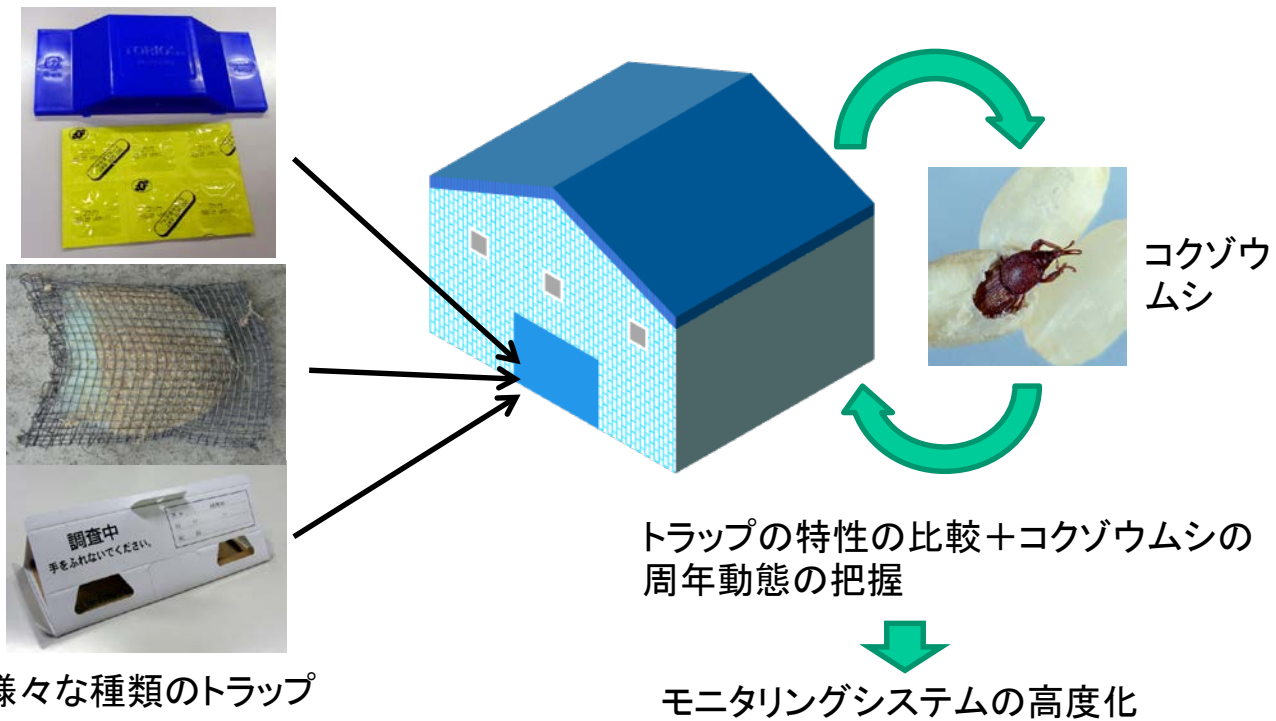 調査中
手をふれないでください。
様々な種類のトラップ
コクゾウ
ムシ
トラップの特性の比較＋コクゾウムシの
周年動態の把握
モニタリングシステムの高度化